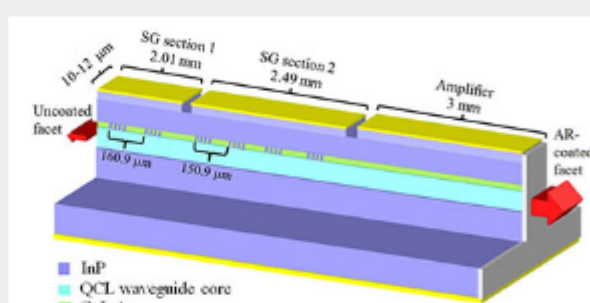 10-12 μm
SG section 1
2.01 mm
SG section 2
2.49 mm
Amplifier
3 mm
Uncoated
facet
AR-
coated
facet
160.9 μm
150.9 μm
InP
QCL waveguide core